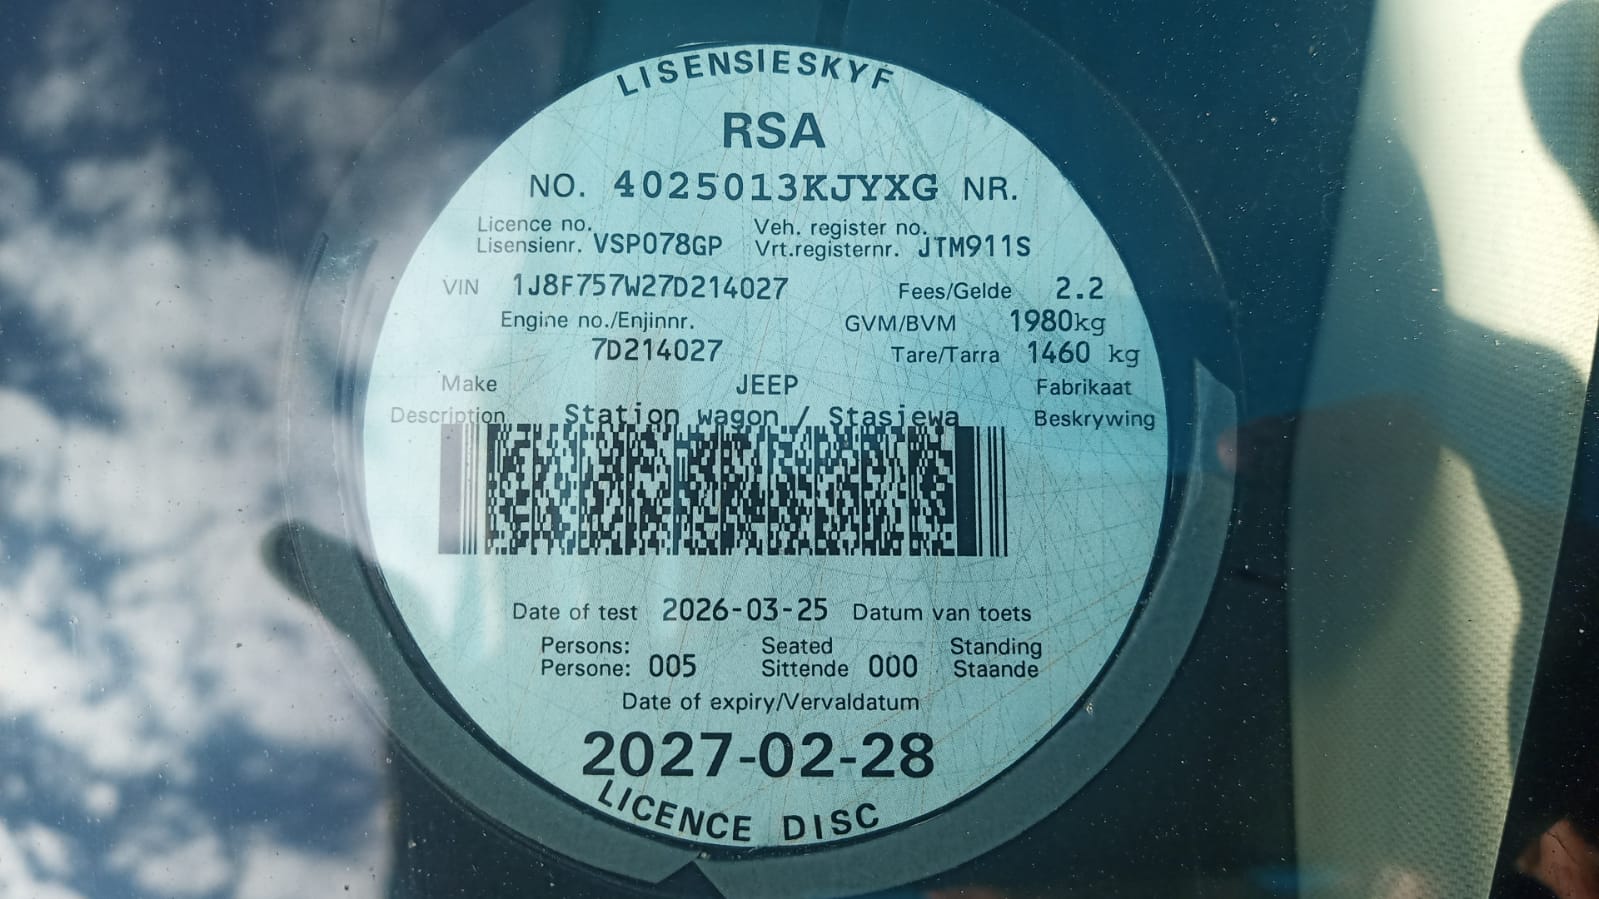 LISENSIESKYF
RSA
NO. 4025013KJYXG NR.
Licence no. Veh. register no.
Lisensienr. VSP078GP Vrt.registernr. JTM911S
VIN 1J8F757W27D214027 Fees/Gelde 2.2
Engine no./Enjinnr. GVM/BVM 1980kg
7D214027 Tare/Tarra 1460 kg
Make JEEP Fabrikaat
Description Station wagon / Stasiewa Beskrywing
Date of test 2026-03-25 Datum van toets
Persons: Seated Standing
Persone: 005 Sittende 000 Staande
Date of expiry/Vervaldatum
2027-02-28
LICENCE DISC